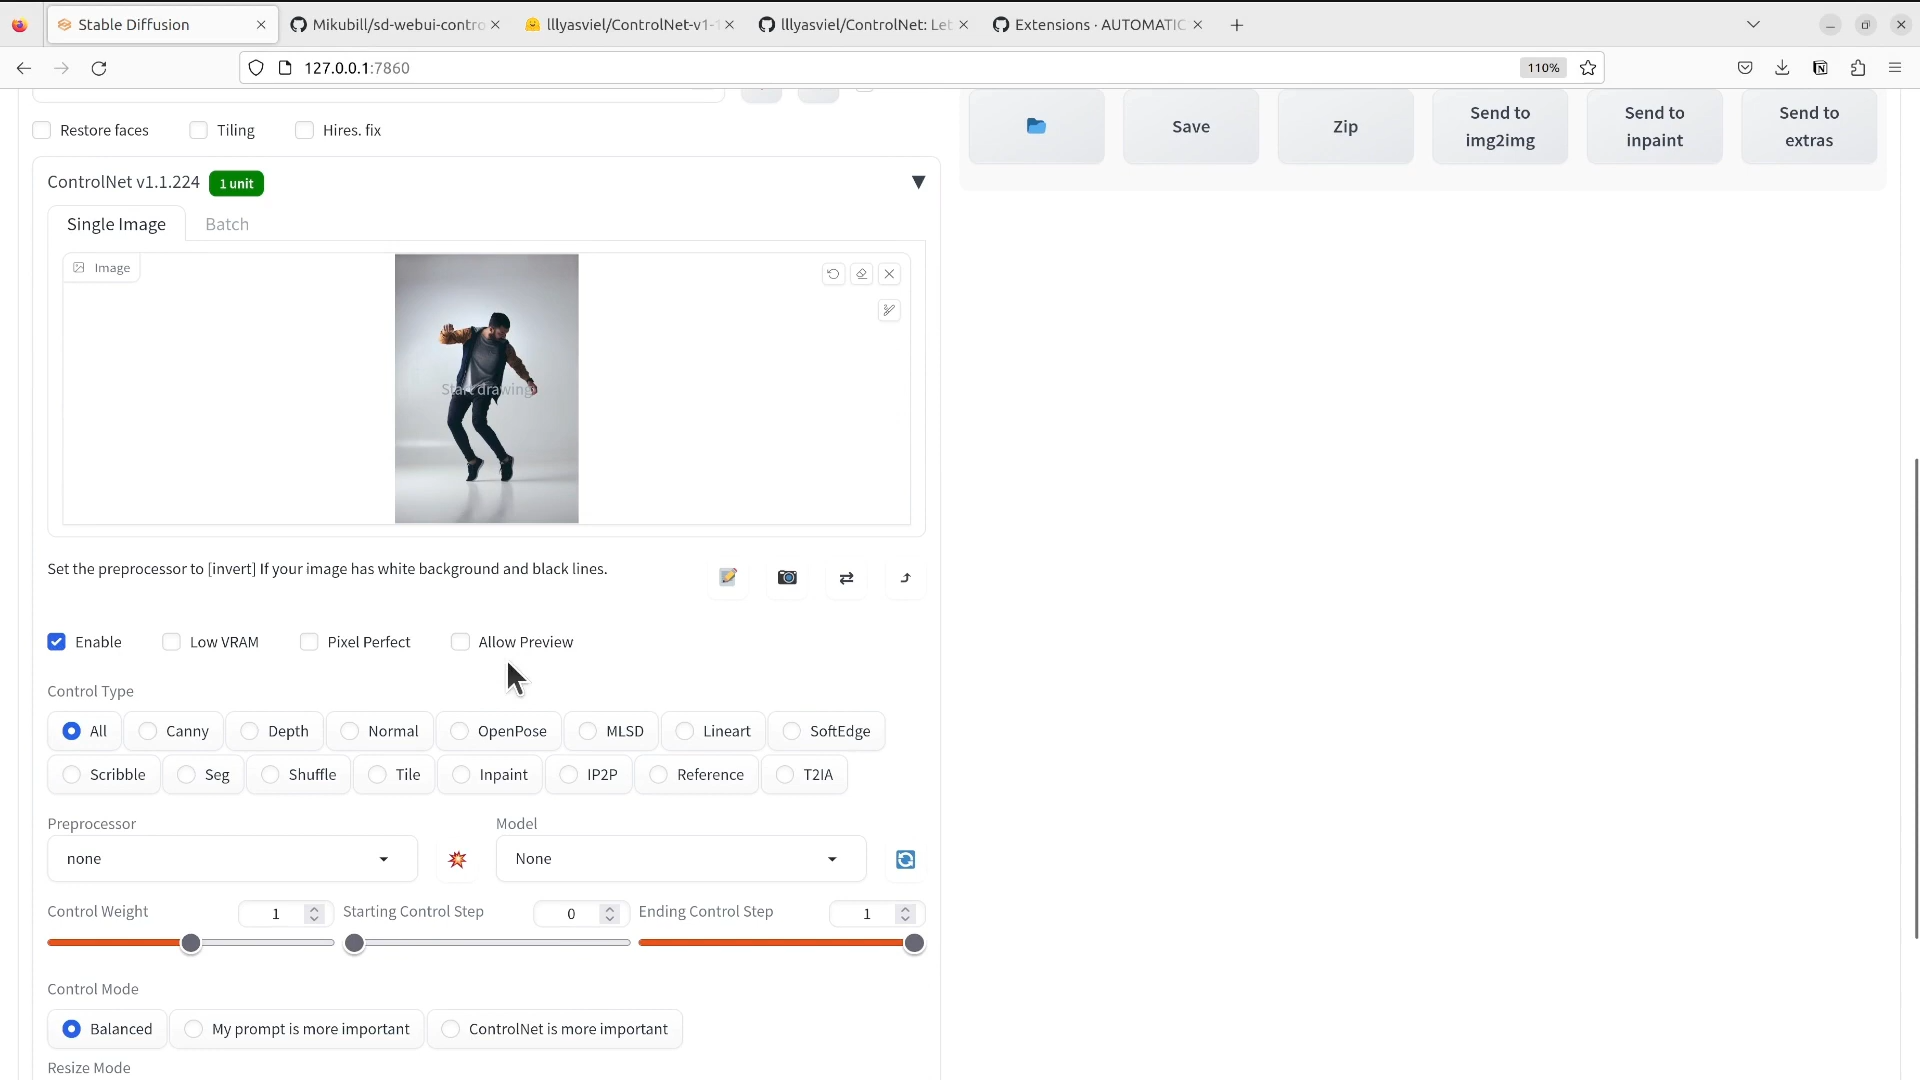 Stable Diffusion
Mikubill/sd-webui-contro
lllyasviel/ControlNet-v1-1
lllyasviel/ControlNet: Let
Extensions · AUTOMATIC
127.0.0.1:7860
110%
Restore faces
Tiling
Hires. fix
Save
Zip
Send to
img2img
Send to
inpaint
Send to
extras
ControlNet v1.1.224
1 unit
Single Image
Batch
Image
Start drawing
Set the preprocessor to [invert] If your image has white background and black lines.
Enable
Low VRAM
Pixel Perfect
Allow Preview
Control Type
All
Canny
Depth
Normal
OpenPose
MLSD
Lineart
SoftEdge
Scribble
Seg
Shuffle
Tile
Inpaint
IP2P
Reference
T2IA
Preprocessor
none
Model
None
Control Weight
1
Starting Control Step
0
Ending Control Step
1
Control Mode
Balanced
My prompt is more important
ControlNet is more important
Resize Mode